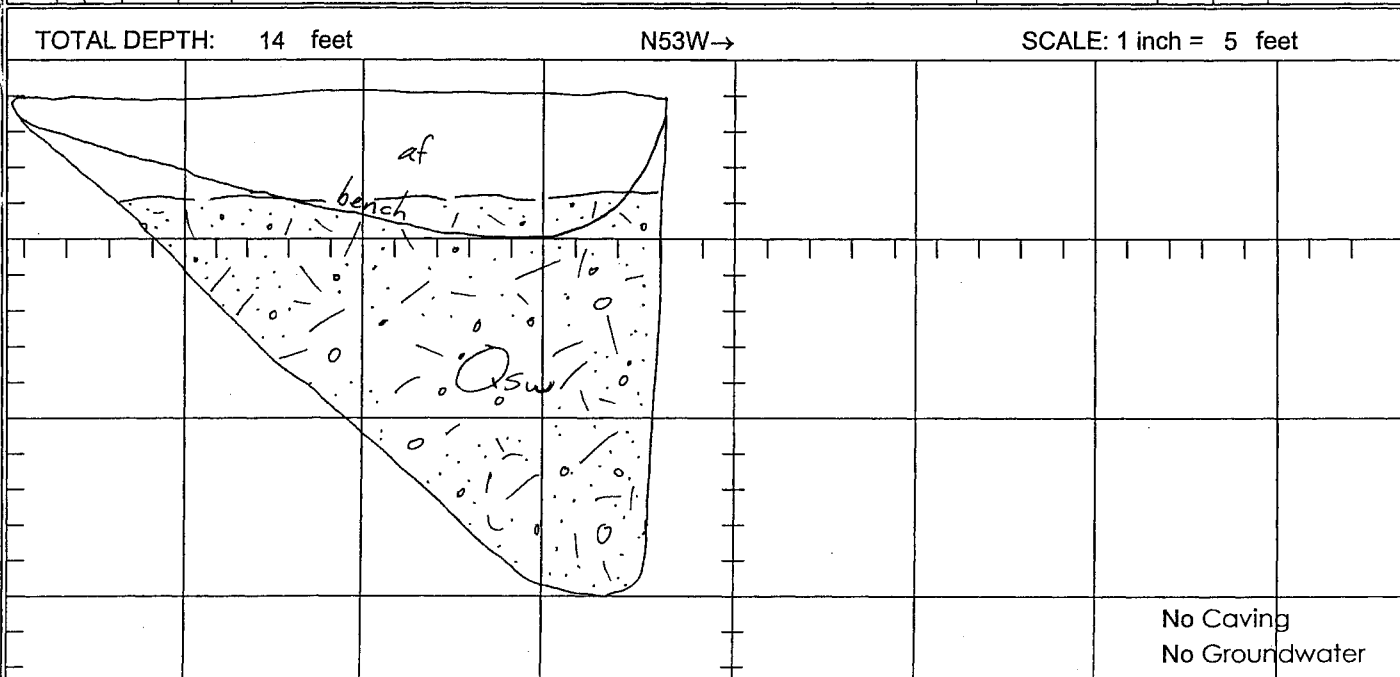 TOTAL DEPTH: 14 feet N53W→ SCALE: 1 inch = 5 feet
af
bench
Qsw
No Caving
No Groundwater